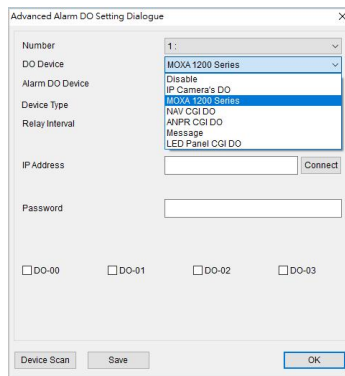 Advanced Alarm DO Setting Dialogue
Number
1 :
DO Device
MOXA 1200 Series
Disable
IP Camera's DO
MOXA 1200 Series
NAV CGI DO
ANPR CGI DO
Message
LED Panel CGI DO
Alarm DO Device
Device Type
Relay Interval
IP Address
Connect
Password
DO-00 DO-01 DO-02 DO-03
Device Scan Save OK